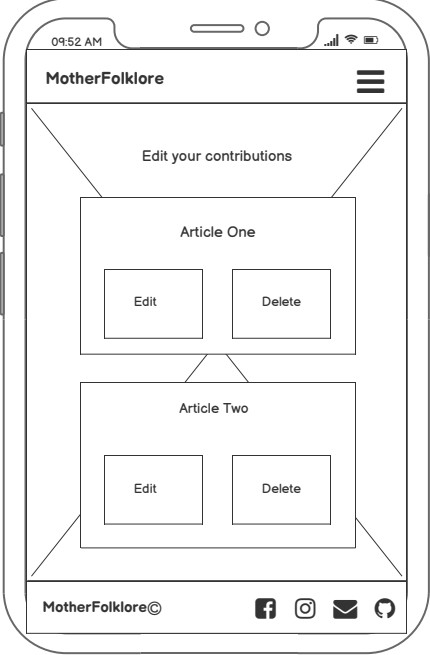 09:52 AM
MotherFolklore
Edit your contributions
Article One
Edit Delete
Article Two
Edit Delete
MotherFolklore©